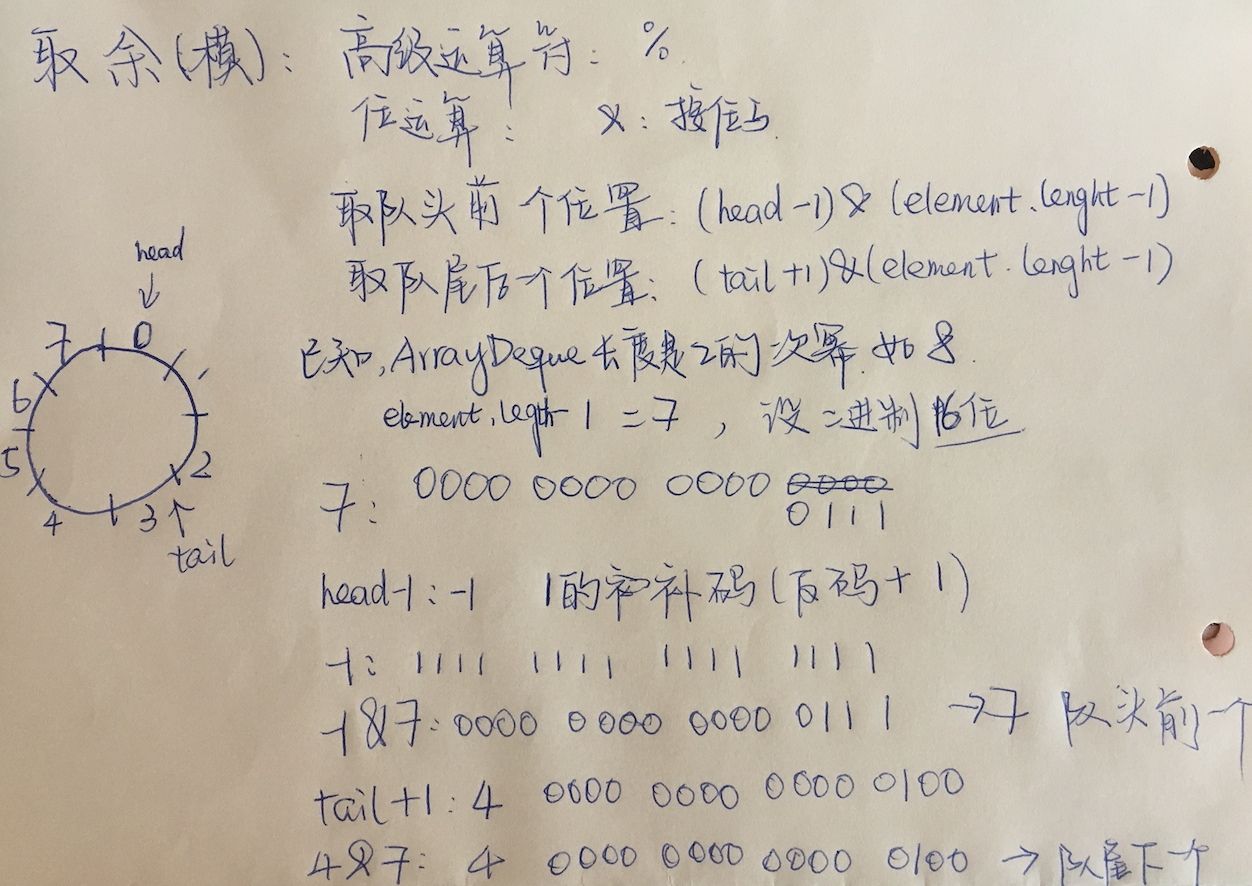 取余(模): 高级运算符: %
位运算: &: 按位与
取队头前一个位置: (head-1)&(element.lenght-1)
取队尾后一个位置: (tail+1)&(element.lenght-1)
已知,ArrayDeque长度是2的次幂.如8.
element.legth-1=7,设二进制16位
7: 0000 0000 0000 0000
0111
head-1:-1 1的补码(反码+1)
-1: 1111 1111 1111 1111
-1&7:0000 0000 0000 0111 →7 队头前一个
tail+1:4 0000 0000 0000 0100
4&7: 4 0000 0000 0000 0100 →队尾下一个
head
↓
7 0
6
5 2
4 3 ↑
tail